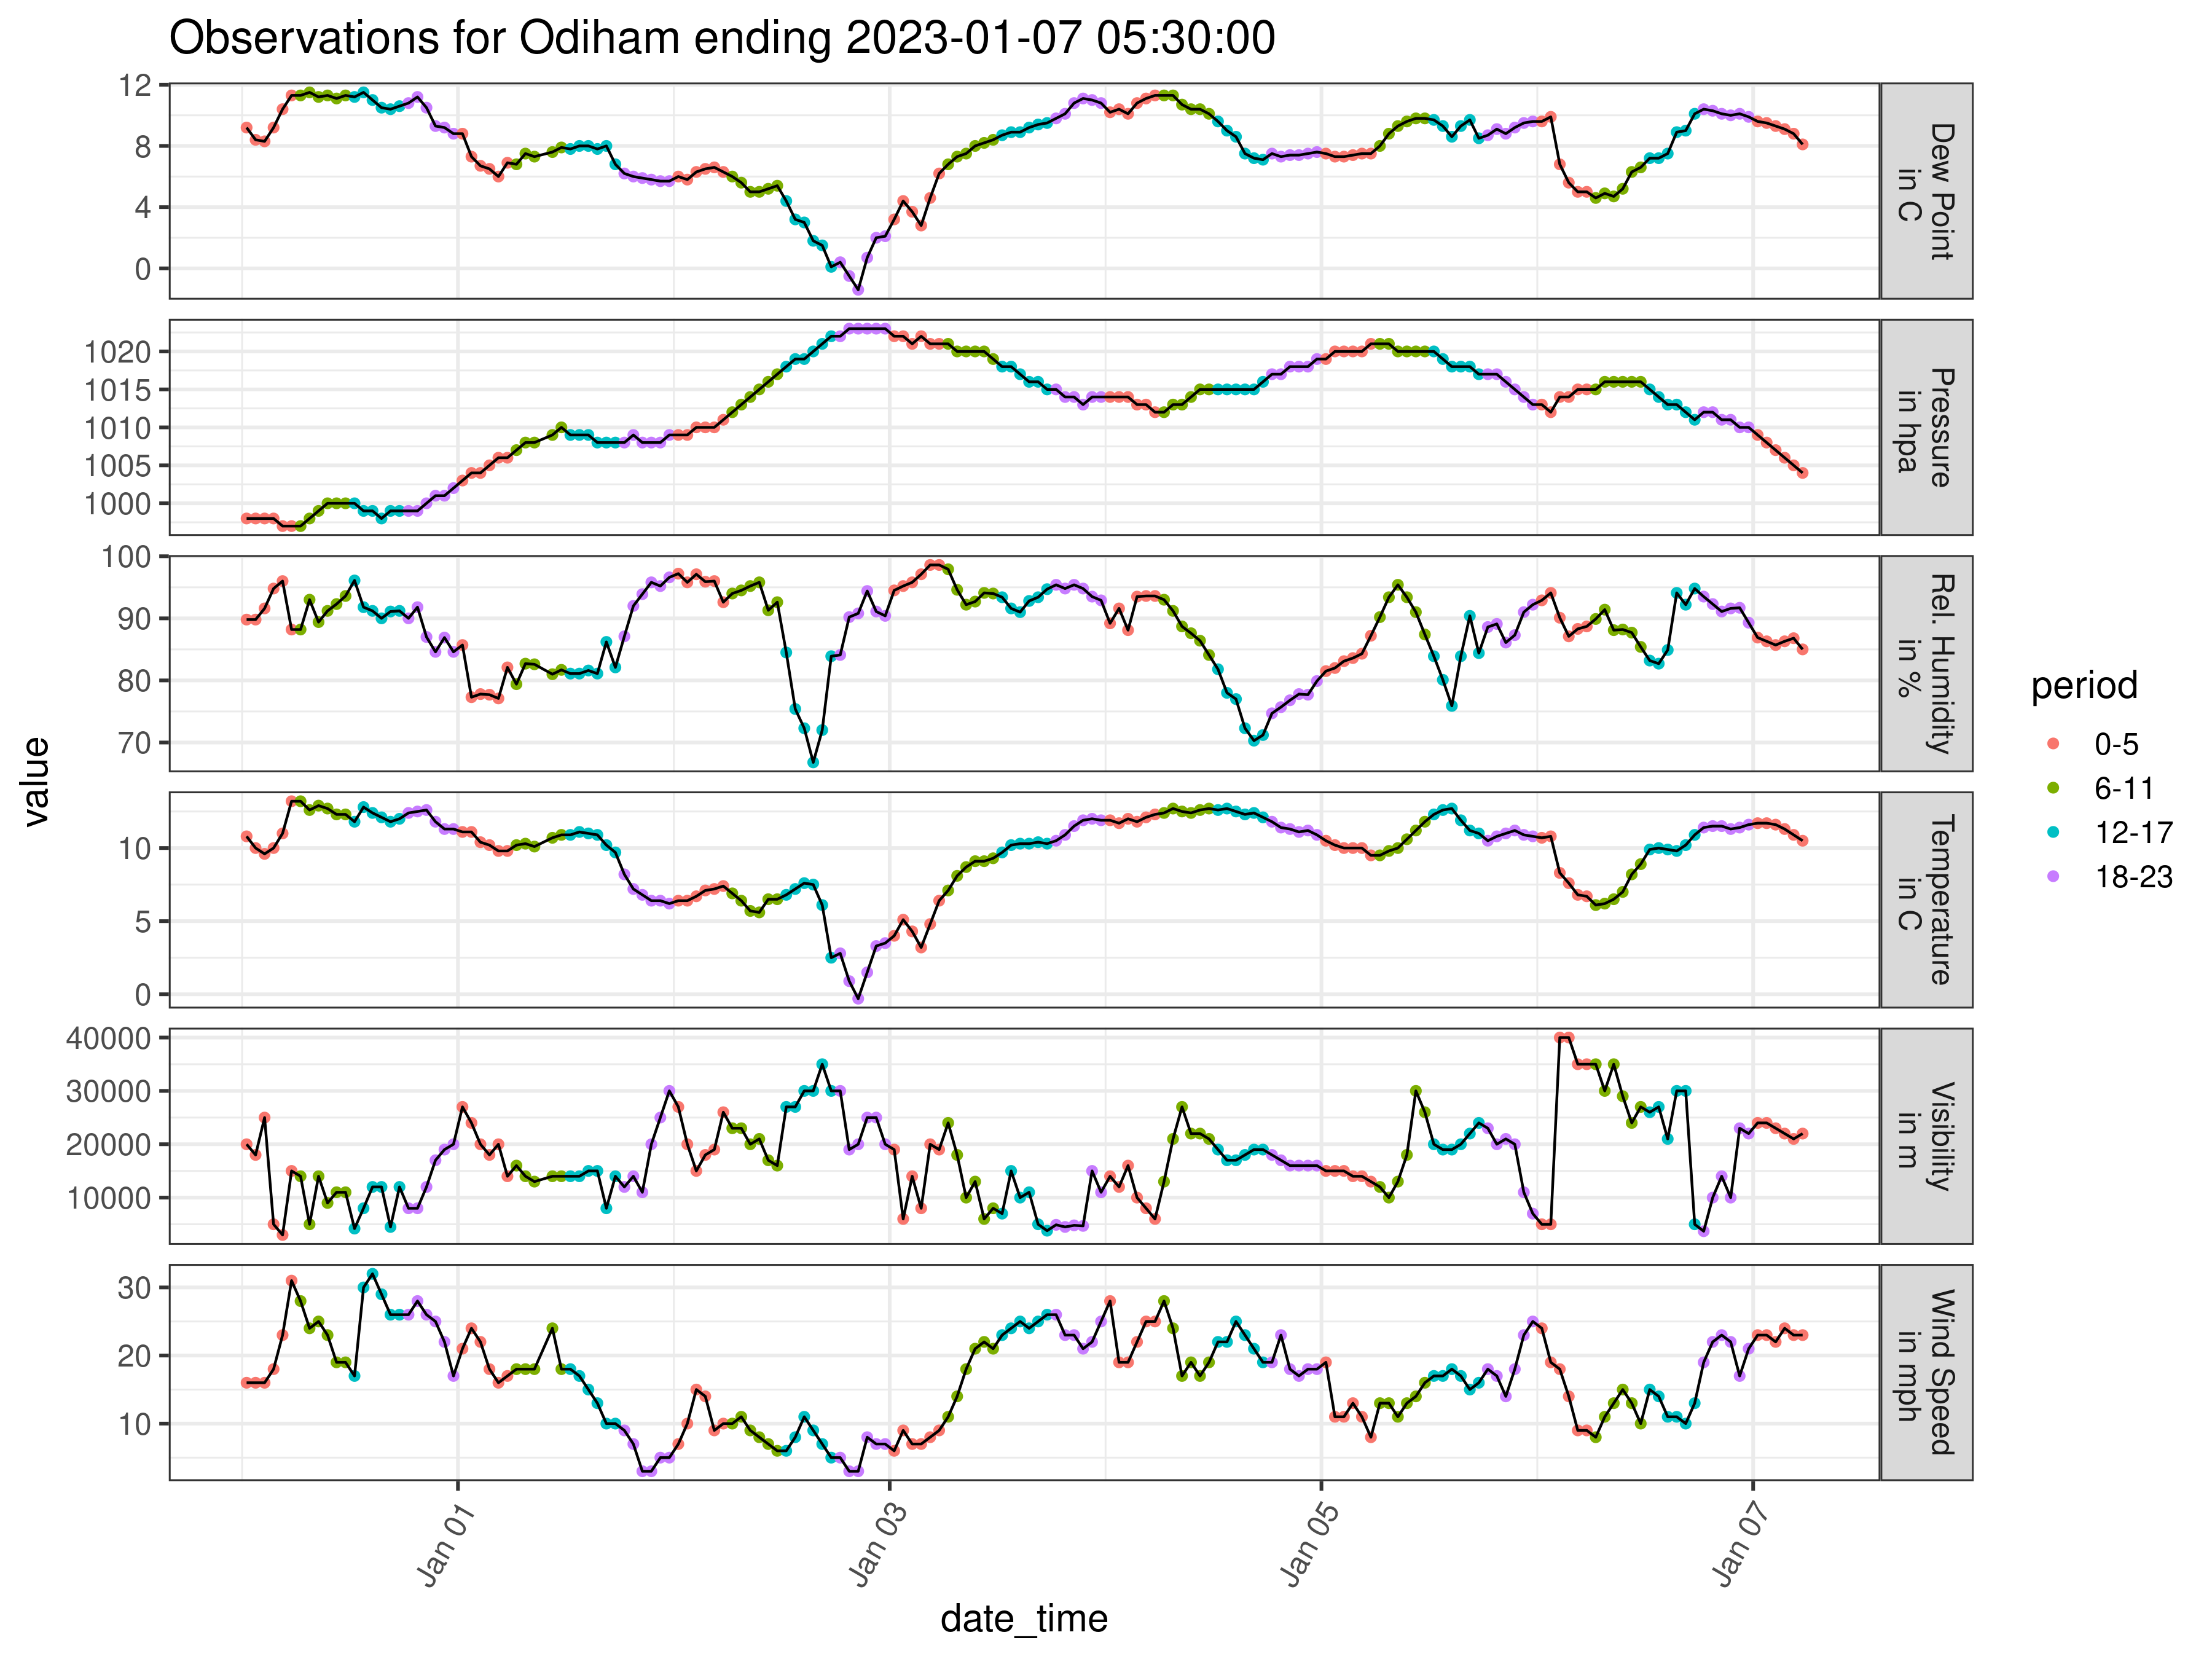 Observations for Odiham ending 2023-01-07 05:30:00
value
12
8
4
0
Dew Point
in C
1020
1015
1010
1005
1000
Pressure
in hpa
100
90
80
70
Rel. Humidity
in %
10
5
0
Temperature
in C
40000
30000
20000
10000
Visibility
in m
30
20
10
Wind Speed
in mph
Jan 01
Jan 03
Jan 05
Jan 07
date_time
period
0-5
6-11
12-17
18-23